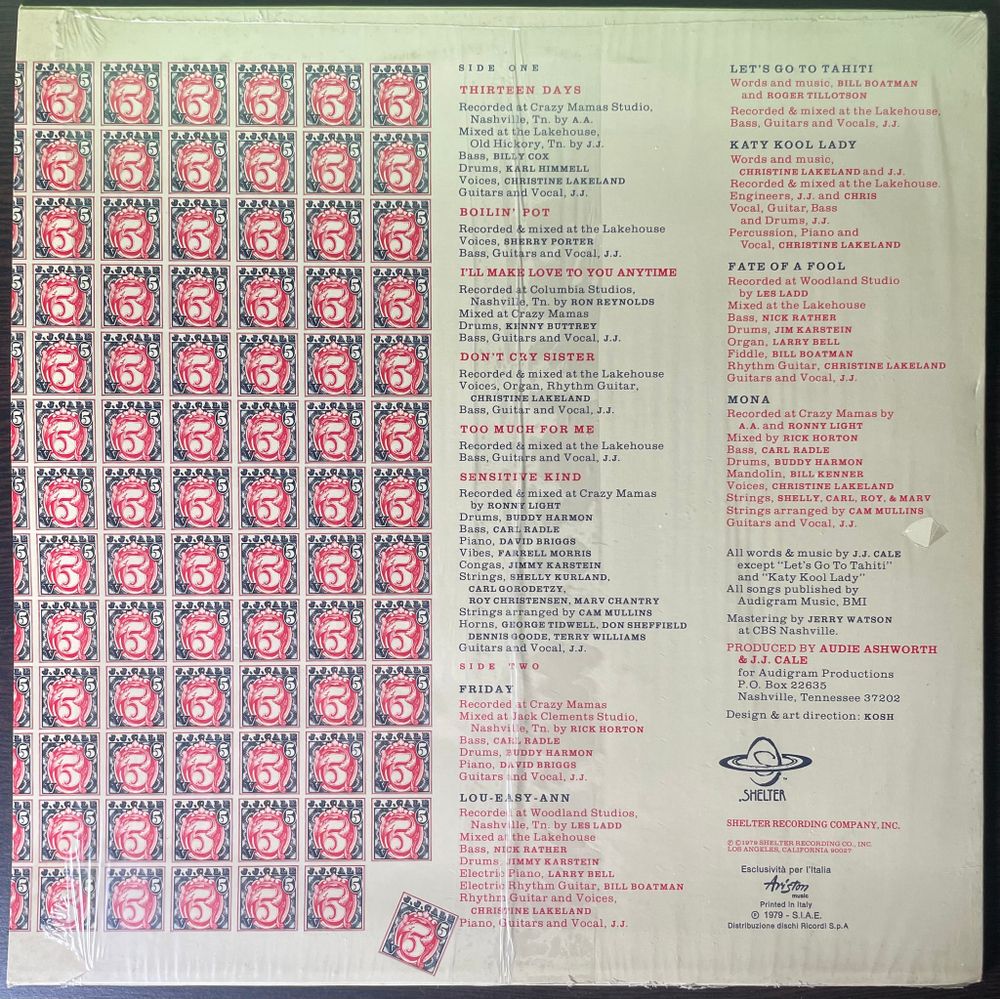 SIDE ONE
THIRTEEN DAYS
Recorded at Crazy Mamas Studio,
Nashville, Tn. by A.A.
Mixed at the Lakehouse,
Old Hickory, Tn. by J.J.
Bass, BILLY COX
Drums, KARL HIMMELL
Voices, CHRISTINE LAKELAND
Guitars and Vocal, J.J.
BOILIN' POT
Recorded & mixed at the Lakehouse
Voices, SHERRY PORTER
Bass, Guitars and Vocal, J.J.
I'LL MAKE LOVE TO YOU ANYTIME
Recorded at Columbia Studios,
Nashville, Tn. by RON REYNOLDS
Mixed at Crazy Mamas
Drums, KENNY BUTTREY
Bass, Guitars and Vocal, J.J.
DON'T CRY SISTER
Recorded & mixed at the Lakehouse
Voices, Organ, Rhythm Guitar,
CHRISTINE LAKELAND
Bass, Guitar and Vocal, J.J.
TOO MUCH FOR ME
Recorded & mixed at the Lakehouse
Bass, Guitars and Vocal, J.J.
SENSITIVE KIND
Recorded & mixed at Crazy Mamas
by RONNY LIGHT
Drums, BUDDY HARMON
Bass, CARL RADLE
Piano, DAVID BRIGGS
Vibes, FARRELL MORRIS
Congas, JIMMY KARSTEIN
Strings, SHELLY KURLAND,
CARL GORODETZY,
ROY CHRISTENSEN, MARV CHANTRY
Strings arranged by CAM MULLINS
Horns, GEORGE TIDWELL, DON SHEFFIELD
DENNIS GOODE, TERRY WILLIAMS
Guitars and Vocal, J.J.
SIDE TWO
FRIDAY
Recorded at Crazy Mamas
Mixed at Jack Clements Studio,
Nashville, Tn. by RICK HORTON
Bass, CARL RADLE
Drums, BUDDY HARMON
Piano, DAVID BRIGGS
Guitars and Vocal, J.J.
LOU-EASY-ANN
Recorded at Woodland Studios,
Nashville, Tn. by LES LADD
Mixed at the Lakehouse
Bass, NICK RATHER
Drums, JIMMY KARSTEIN
Electric Piano, LARRY BELL
Electric Rhythm Guitar, BILL BOATMAN
Rhythm Guitar and Voices,
CHRISTINE LAKELAND
Piano, Guitars and Vocal, J.J.
LET'S GO TO TAHITI
Words and music, BILL BOATMAN
and ROGER TILLOTSON
Recorded & mixed at the Lakehouse,
Bass, Guitars and Vocals, J.J.
KATY KOOL LADY
Words and music,
CHRISTINE LAKELAND and J.J.
Recorded & mixed at the Lakehouse.
Engineers, J.J. and CHRIS
Vocal, Guitar, Bass
and Drums, J.J.
Percussion, Piano and
Vocal, CHRISTINE LAKELAND
FATE OF A FOOL
Recorded at Woodland Studio
by LES LADD
Mixed at the Lakehouse
Bass, NICK RATHER
Drums, JIM KARSTEIN
Organ, LARRY BELL
Fiddle, BILL BOATMAN
Rhythm Guitar, CHRISTINE LAKELAND
Guitars and Vocal, J.J.
MONA
Recorded at Crazy Mamas by
A.A. and RONNY LIGHT
Mixed by RICK HORTON
Bass, CARL RADLE
Drums, BUDDY HARMON
Mandolin, BILL KENNER
Voices, CHRISTINE LAKELAND
Strings, SHELLY, CARL, ROY, & MARV
Strings arranged by CAM MULLINS
Guitars and Vocal, J.J.
All words & music by J.J. CALE
except "Let's Go To Tahiti"
and "Katy Kool Lady"
All songs published by
Audigram Music, BMI
Mastering by JERRY WATSON
at CBS Nashville.
PRODUCED BY AUDIE ASHWORTH
& J.J. CALE
for Audigram Productions
P.O. Box 22635
Nashville, Tennessee 37202
Design & art direction: KOSH
SHELTER
TM
SHELTER RECORDING COMPANY, INC.
℗ © 1979 SHELTER RECORDING CO., INC.
LOS ANGELES, CALIFORNIA 90027
Esclusività per l'Italia
Ariston
music
Printed in Italy
℗ 1979 - S.I.A.E.
Distribuzione dischi Ricordi S.p.A
J.J. CALE
5
5
V